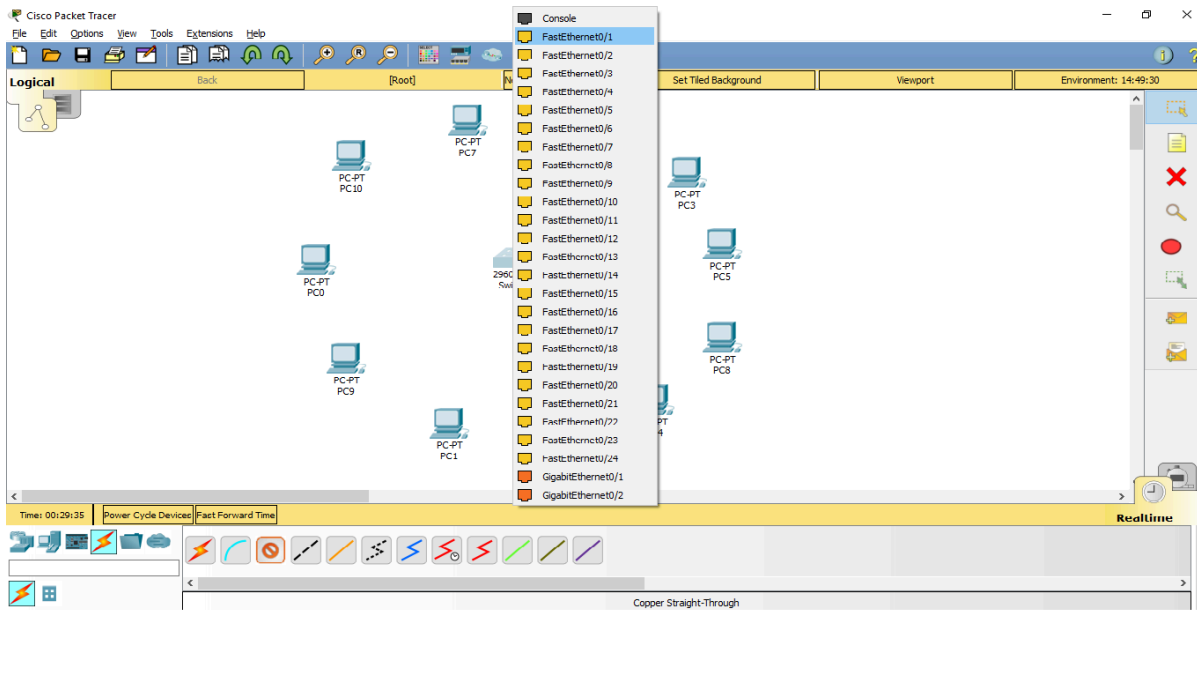 Cisco Packet Tracer
File Edit Options View Tools Extensions Help
Logical
Back
[Root]
Set Tiled Background
Viewport
Environment: 14:49:30
Console
FastEthernet0/1
FastEthernet0/2
FastEthernet0/3
FastEthernet0/4
FastEthernet0/5
FastEthernet0/6
FastEthernet0/7
FastEthernet0/8
FastEthernet0/9
FastEthernet0/10
FastEthernet0/11
FastEthernet0/12
FastEthernet0/13
FastEthernet0/14
FastEthernet0/15
FastEthernet0/16
FastEthernet0/17
FastEthernet0/18
FastEthernet0/19
FastEthernet0/20
FastEthernet0/21
FastEthernet0/22
FastEthernet0/23
FastEthernet0/24
GigabitEthernet0/1
GigabitEthernet0/2
PC-PT
PC7
PC-PT
PC10
PC-PT
PC3
PC-PT
PC5
PC-PT
PC0
2960
Swi
PC-PT
PC8
PC-PT
PC9
PT
4
PC-PT
PC1
Time: 00:29:35
Power Cycle Devices
Fast Forward Time
Realtime
Copper Straight-Through